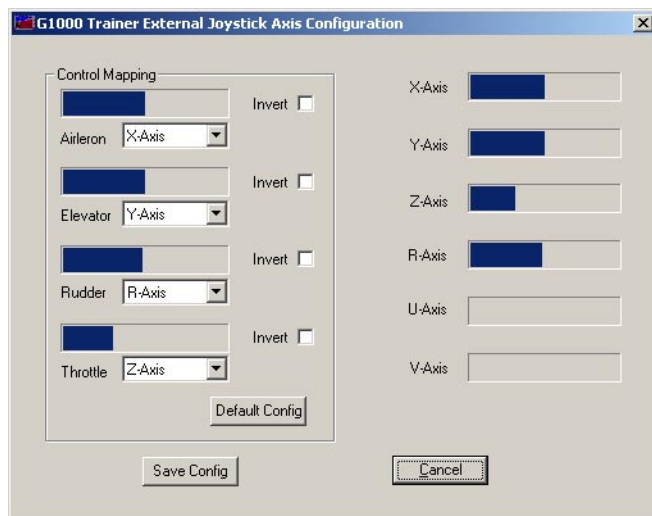 G1000 Trainer External Joystick Axis Configuration
Control Mapping
Invert
Airleron X-Axis
Invert
Elevator Y-Axis
Invert
Rudder R-Axis
Invert
Throttle Z-Axis
Default Config
X-Axis
Y-Axis
Z-Axis
R-Axis
U-Axis
V-Axis
Save Config
Cancel